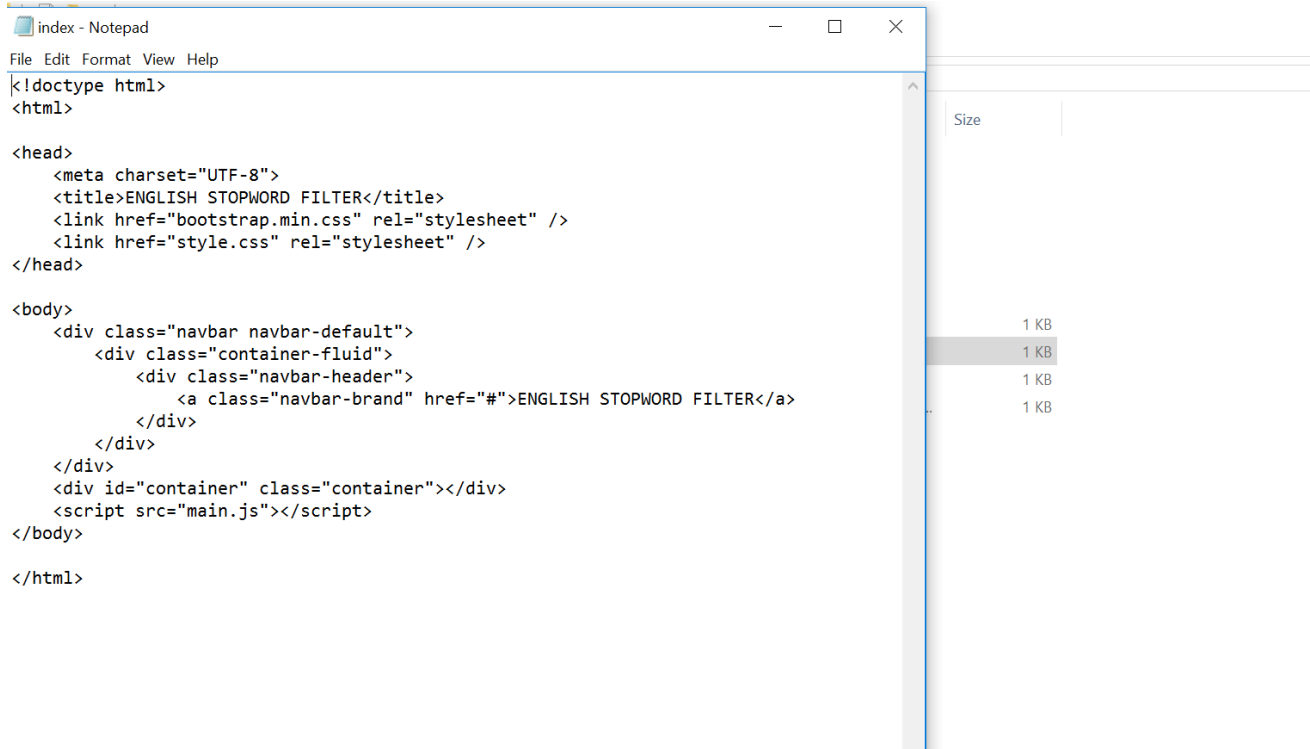 index - Notepad
File Edit Format View Help
<!doctype html>
<html>
<head>
    <meta charset="UTF-8">
    <title>ENGLISH STOPWORD FILTER</title>
    <link href="bootstrap.min.css" rel="stylesheet" />
    <link href="style.css" rel="stylesheet" />
</head>
<body>
    <div class="navbar navbar-default">
        <div class="container-fluid">
            <div class="navbar-header">
                <a class="navbar-brand" href="#">ENGLISH STOPWORD FILTER</a>
            </div>
        </div>
    </div>
    <div id="container" class="container"></div>
    <script src="main.js"></script>
</body>
</html>
Size
1 KB
1 KB
1 KB
.. 1 KB